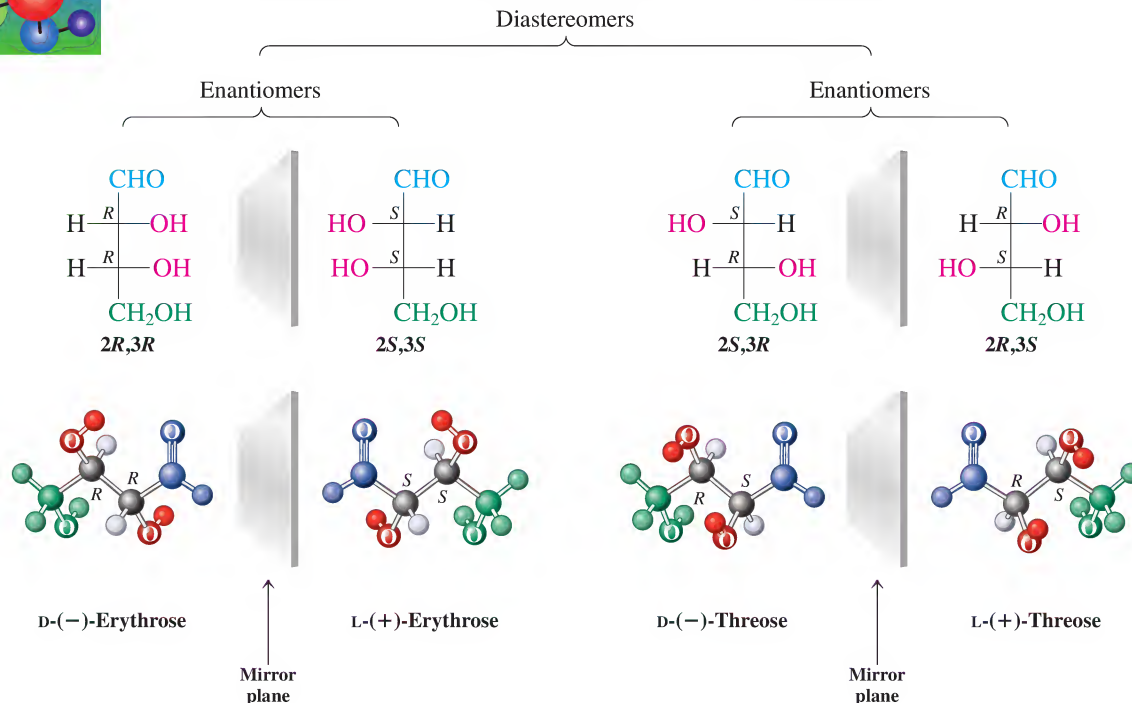 Diastereomers
Enantiomers Enantiomers
CHO CHO CHO CHO
H R OH HO S H HO S H H R OH
H R OH HO S H H R OH HO S H
CH₂OH CH₂OH CH₂OH CH₂OH
2R,3R 2S,3S 2S,3R 2R,3S
O O O O O O
R S S R
R S R S
O O O O O O
D-(−)-Erythrose L-(+)-Erythrose D-(−)-Threose L-(+)-Threose
Mirror Mirror
plane plane